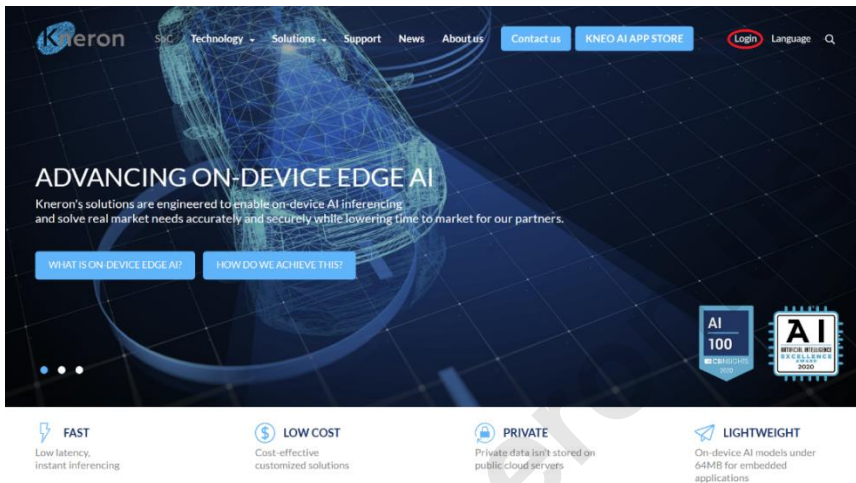 Kneron
SoC Technology Solutions Support News About us Contact us KNEO AI APP STORE Login Language
ADVANCING ON-DEVICE EDGE AI
Kneron's solutions are engineered to enable on-device AI inferencing
and solve real market needs accurately and securely while lowering time to market for our partners.
WHAT IS ON-DEVICE EDGE AI? HOW DO WE ACHIEVE THIS?
AI
100
CBINSIGHTS
2020
AI
ARTIFICIAL INTELLIGENCE
EXCELLENCE
AWARD
2020
FAST
Low latency,
instant inferencing
LOW COST
Cost-effective
customized solutions
PRIVATE
Private data isn't stored on
public cloud servers
LIGHTWEIGHT
On-device AI models under
64MB for embedded
applications